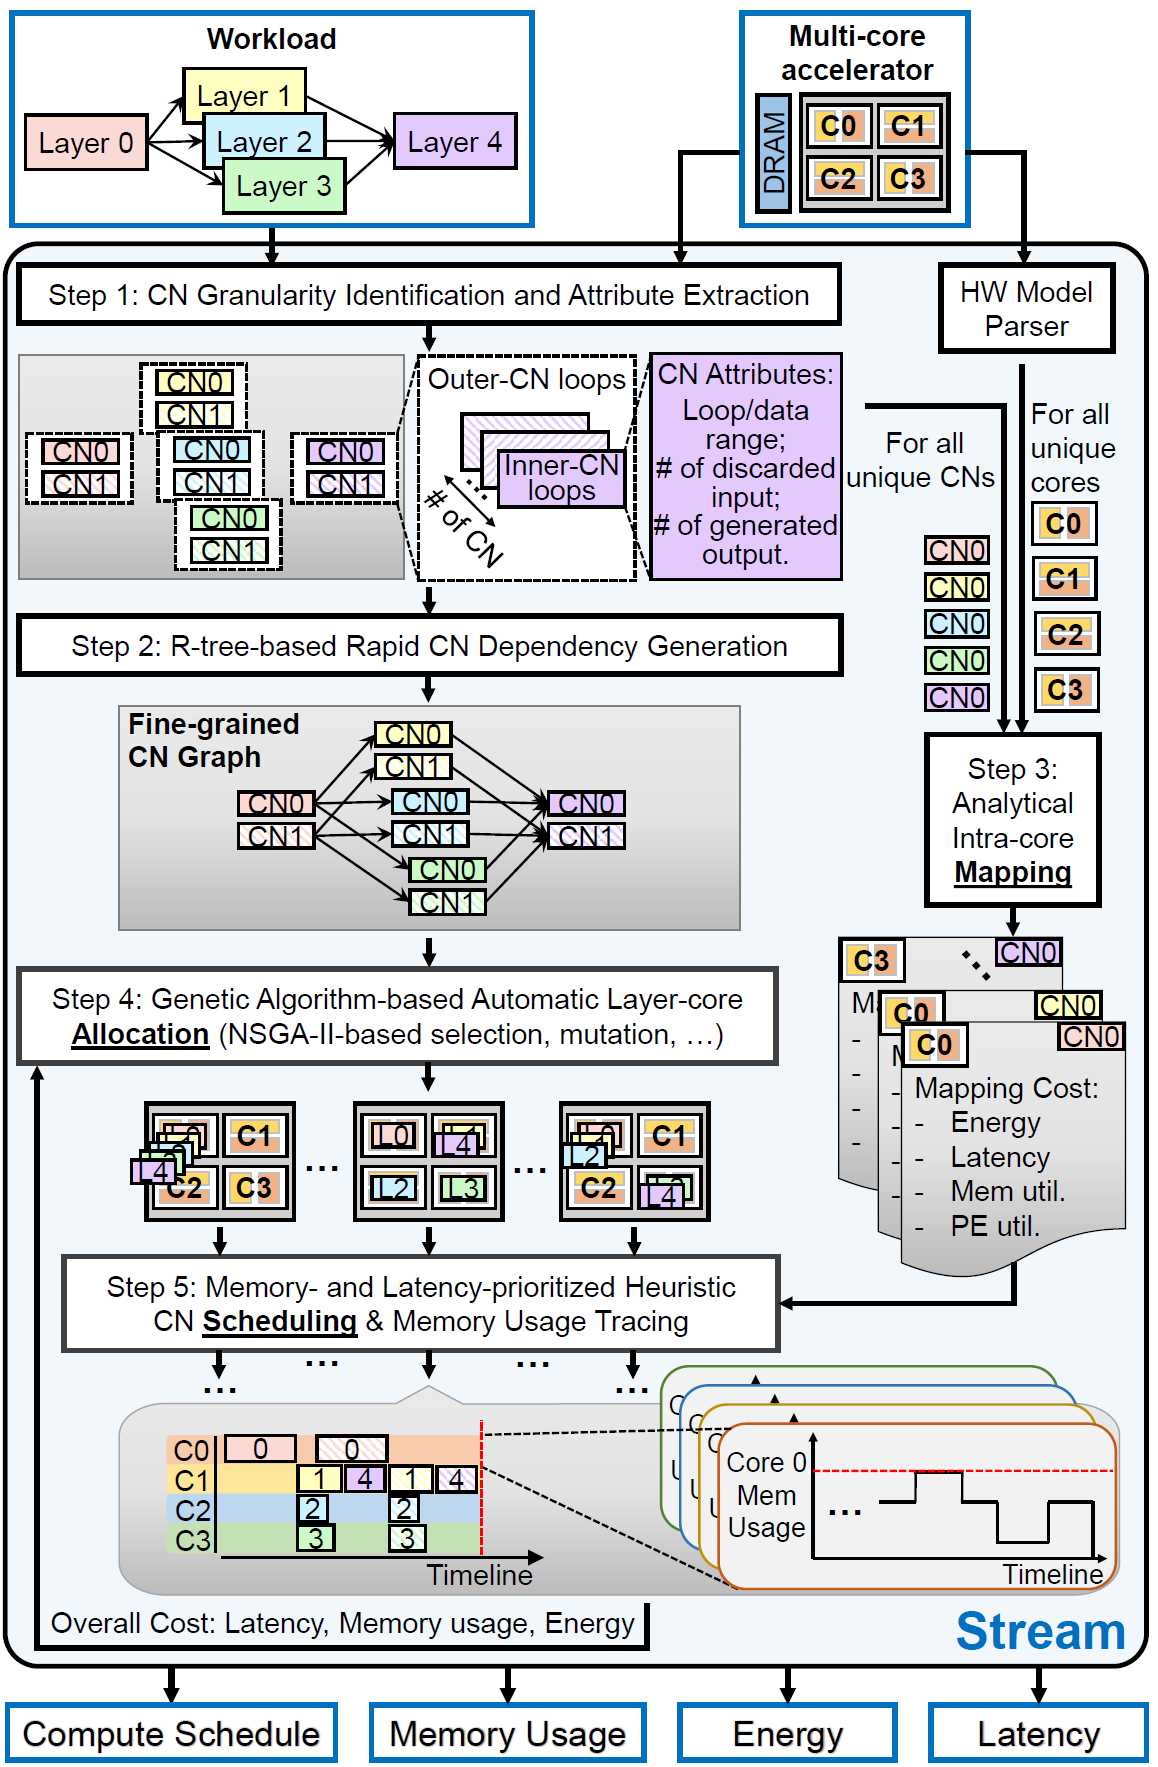 Workload
Layer 0
Layer 1
Layer 2
Layer 3
Layer 4
Multi-core
accelerator
DRAM
C0
C1
C2
C3
Step 1: CN Granularity Identification and Attribute Extraction
HW Model
Parser
CN0
CN1
CN0
CN1
CN0
CN1
CN0
CN1
CN0
CN1
Outer-CN loops
Inner-CN
loops
# of CN
CN Attributes:
Loop/data
range;
# of discarded
input;
# of generated
output.
For all
unique CNs
For all
unique
cores
CN0
CN0
CN0
CN0
CN0
C0
C1
C2
C3
Step 2: R-tree-based Rapid CN Dependency Generation
Fine-grained
CN Graph
CN0
CN1
CN0
CN1
CN0
CN1
CN0
CN1
CN0
CN1
Step 3:
Analytical
Intra-core
Mapping
Step 4: Genetic Algorithm-based Automatic Layer-core
Allocation (NSGA-II-based selection, mutation, …)
C3
CN0
C0
CN0
C0
CN0
Mapping Cost:
- Energy
- Latency
- Mem util.
- PE util.
L4
C1
C2
C3
...
L0
L4
L2
L3
...
L2
C1
C2
L4
Step 5: Memory- and Latency-prioritized Heuristic
CN Scheduling & Memory Usage Tracing
... ...
... ...
C0
0
0
C1
1
4
1
4
C2
2
2
C3
3
3
Timeline
Core 0
Mem
Usage
...
Timeline
Overall Cost: Latency, Memory usage, Energy
Stream
Compute Schedule
Memory Usage
Energy
Latency